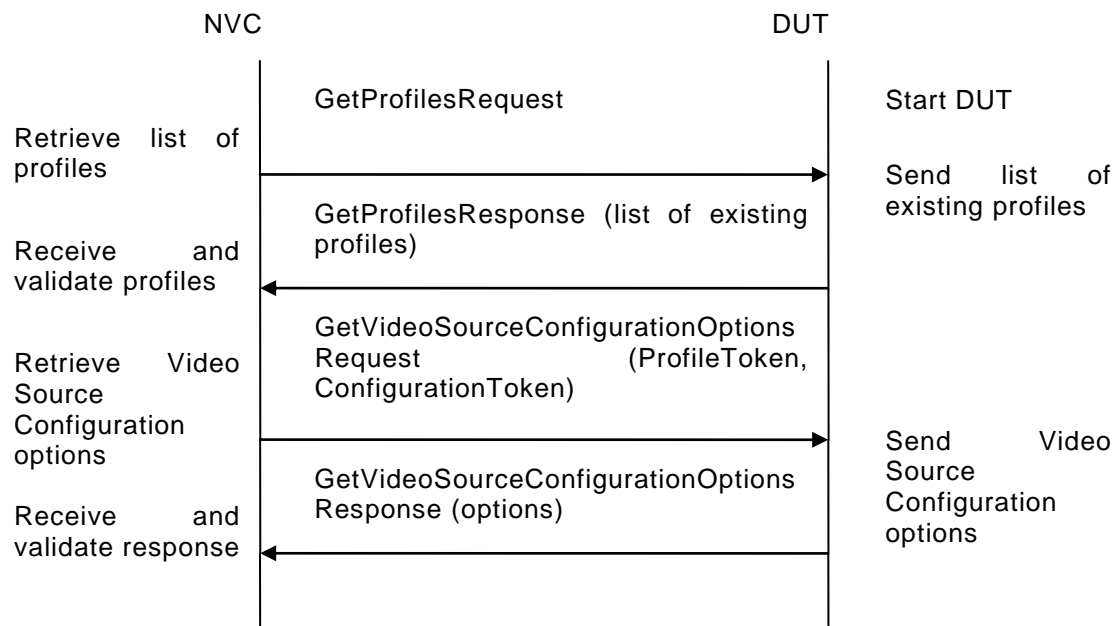 NVC
DUT
GetProfilesRequest
Start DUT
Retrieve list of
profiles
Send list of
existing profiles
GetProfilesResponse (list of existing
profiles)
Receive and
validate profiles
GetVideoSourceConfigurationOptions
Request (ProfileToken,
ConfigurationToken)
Retrieve Video
Source
Configuration
options
Send Video
Source
Configuration
options
GetVideoSourceConfigurationOptions
Response (options)
Receive and
validate response